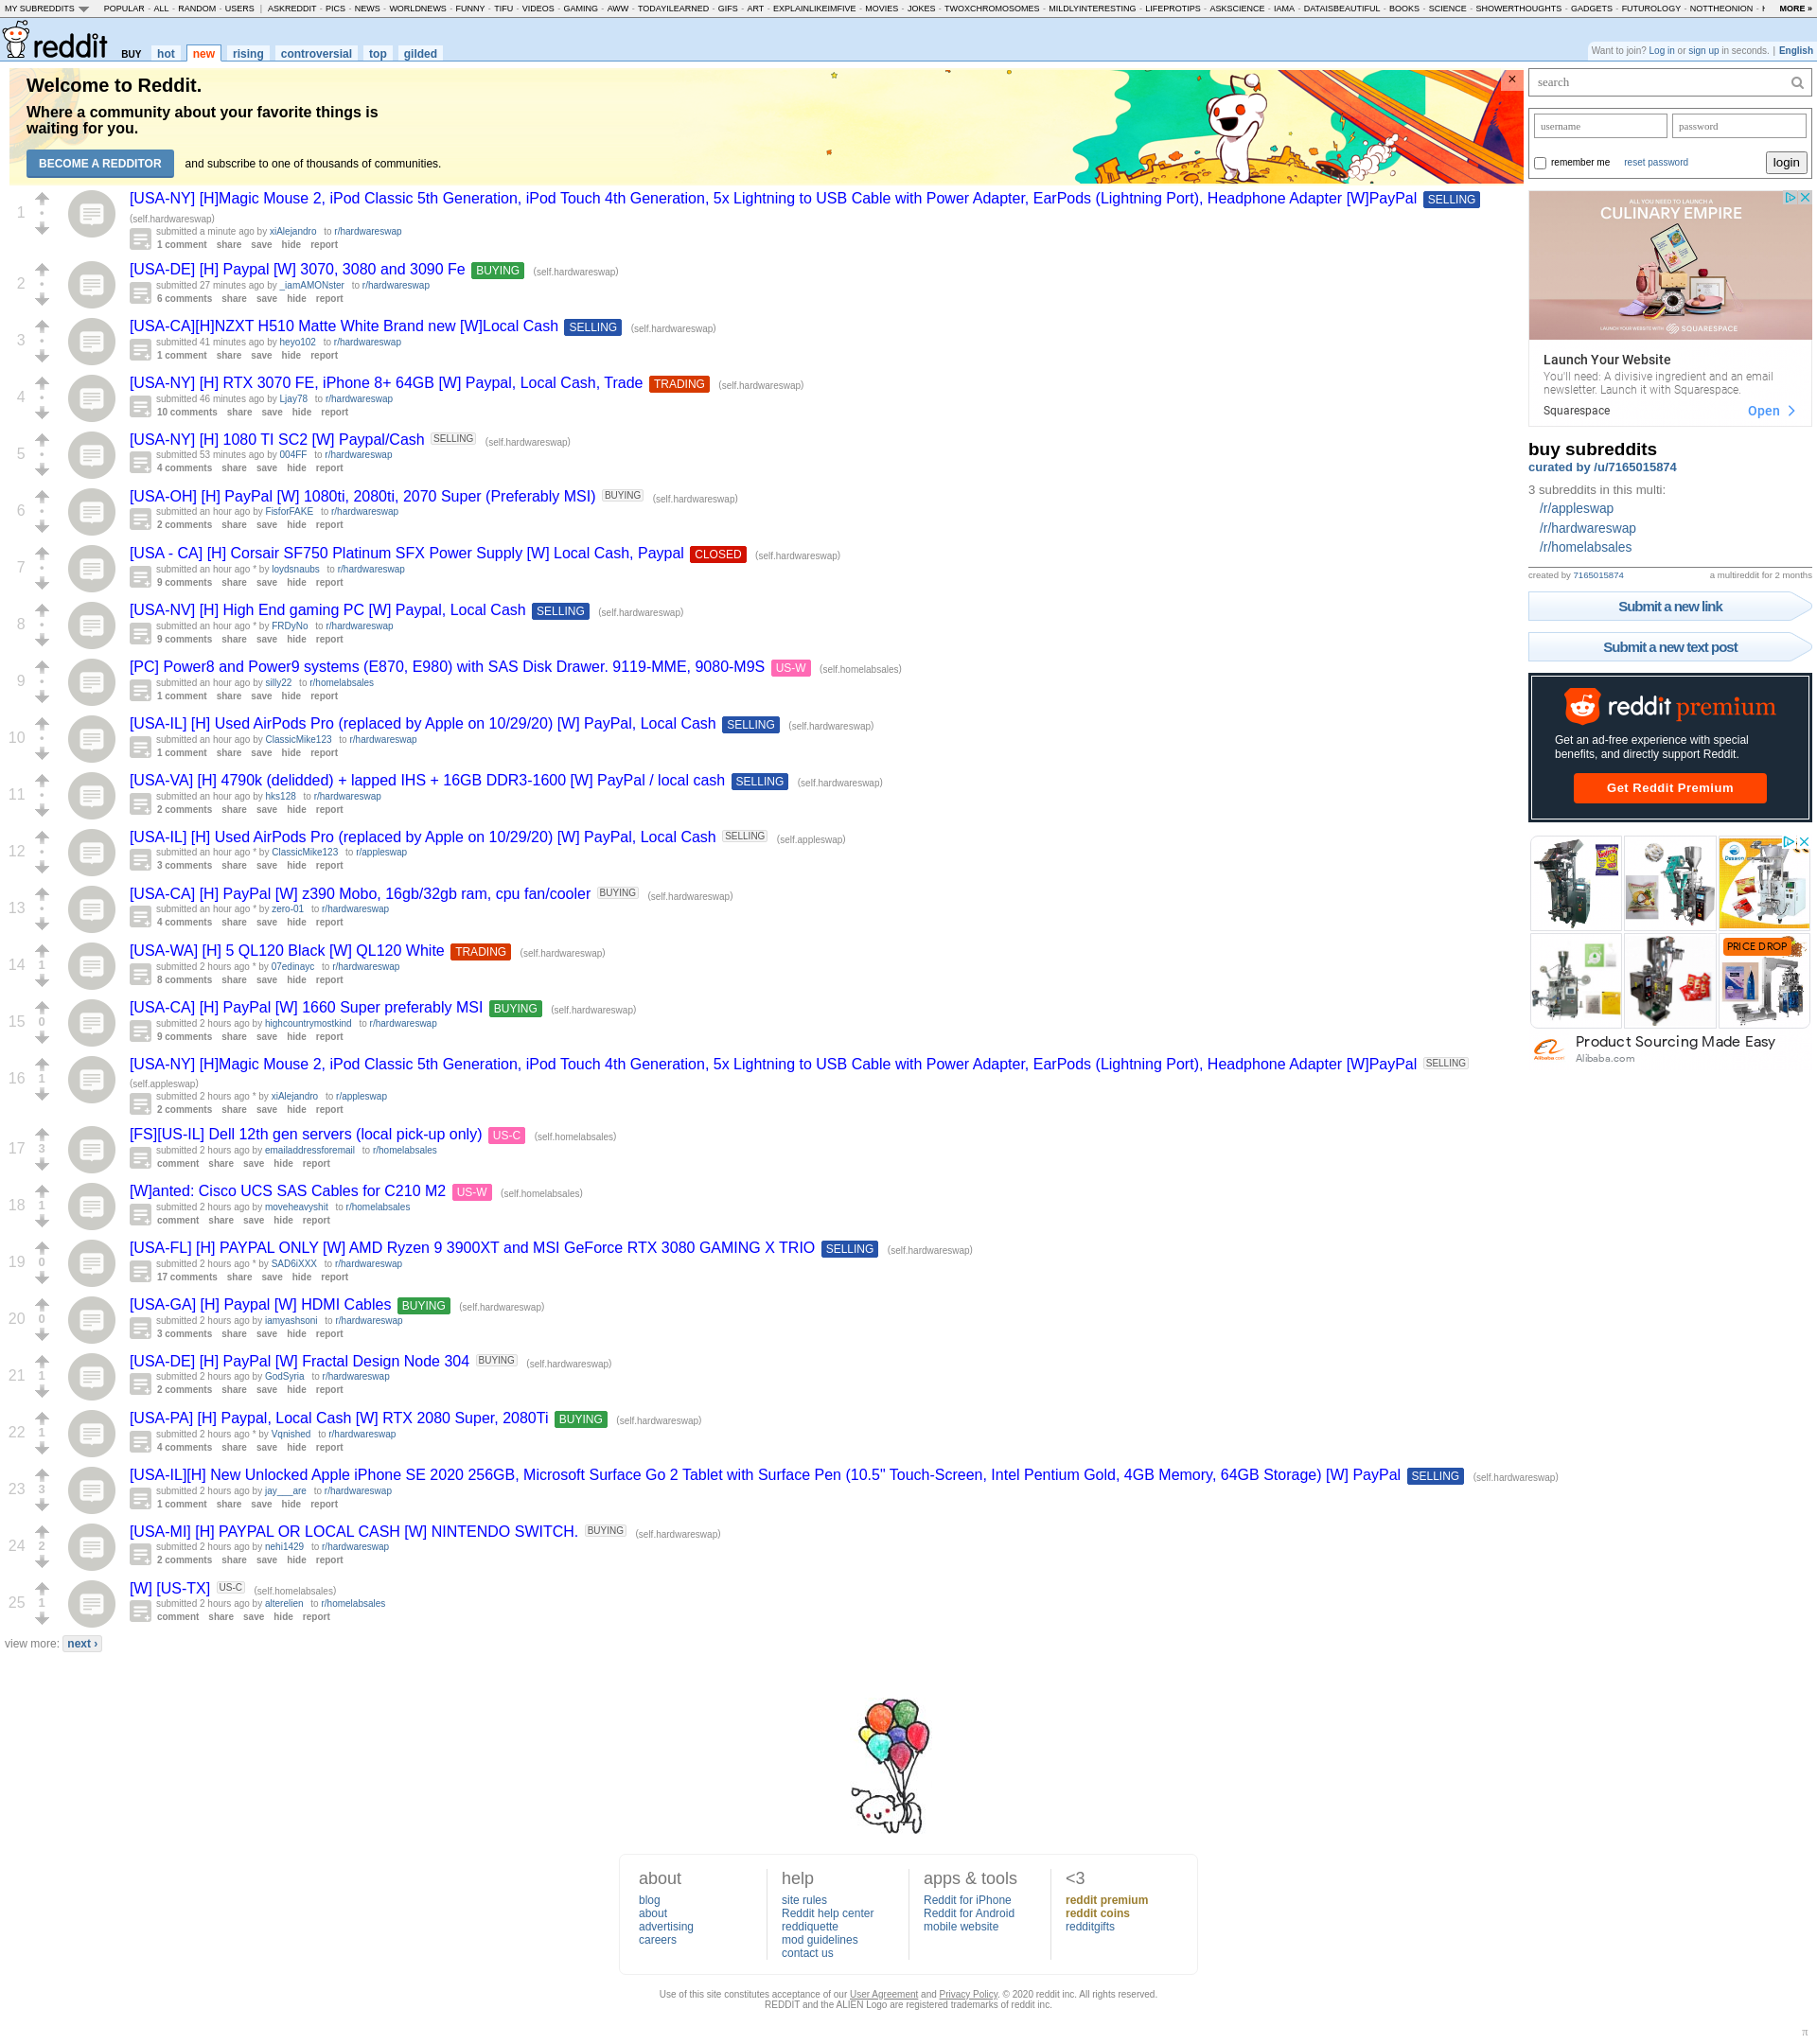 MY SUBREDDITS POPULAR - ALL - RANDOM - USERS | ASKREDDIT - PICS - NEWS - WORLDNEWS - FUNNY - TIFU - VIDEOS - GAMING - AWW - TODAYILEARNED - GIFS - ART - EXPLAINLIKEIMFIVE - MOVIES - JOKES - TWOXCHROMOSOMES - MILDLYINTERESTING - LIFEPROTIPS - ASKSCIENCE - IAMA - DATAISBEAUTIFUL - BOOKS - SCIENCE - SHOWERTHOUGHTS - GADGETS - FUTUROLOGY - NOTTHEONION - MORE »
reddit BUY hot new rising controversial top gilded
Want to join? Log in or sign up in seconds. | English
Welcome to Reddit.
Where a community about your favorite things is
waiting for you.
BECOME A REDDITOR and subscribe to one of thousands of communities.
1 [USA-NY] [H]Magic Mouse 2, iPod Classic 5th Generation, iPod Touch 4th Generation, 5x Lightning to USB Cable with Power Adapter, EarPods (Lightning Port), Headphone Adapter [W]PayPal SELLING
(self.hardwareswap)
submitted a minute ago by xiAlejandro to r/hardwareswap
1 comment share save hide report
2 [USA-DE] [H] Paypal [W] 3070, 3080 and 3090 Fe BUYING (self.hardwareswap)
submitted 27 minutes ago by _iamAMONster to r/hardwareswap
6 comments share save hide report
3 [USA-CA][H]NZXT H510 Matte White Brand new [W]Local Cash SELLING (self.hardwareswap)
submitted 41 minutes ago by heyo102 to r/hardwareswap
1 comment share save hide report
4 [USA-NY] [H] RTX 3070 FE, iPhone 8+ 64GB [W] Paypal, Local Cash, Trade TRADING (self.hardwareswap)
submitted 46 minutes ago by Ljay78 to r/hardwareswap
10 comments share save hide report
5 [USA-NY] [H] 1080 TI SC2 [W] Paypal/Cash SELLING (self.hardwareswap)
submitted 53 minutes ago by 004FF to r/hardwareswap
4 comments share save hide report
6 [USA-OH] [H] PayPal [W] 1080ti, 2080ti, 2070 Super (Preferably MSI) BUYING (self.hardwareswap)
submitted an hour ago by FisforFAKE to r/hardwareswap
2 comments share save hide report
7 [USA - CA] [H] Corsair SF750 Platinum SFX Power Supply [W] Local Cash, Paypal CLOSED (self.hardwareswap)
submitted an hour ago * by loydsnaubs to r/hardwareswap
9 comments share save hide report
8 [USA-NV] [H] High End gaming PC [W] Paypal, Local Cash SELLING (self.hardwareswap)
submitted an hour ago * by FRDyNo to r/hardwareswap
9 comments share save hide report
9 [PC] Power8 and Power9 systems (E870, E980) with SAS Disk Drawer. 9119-MME, 9080-M9S US-W (self.homelabsales)
submitted an hour ago by silly22 to r/homelabsales
1 comment share save hide report
10 [USA-IL] [H] Used AirPods Pro (replaced by Apple on 10/29/20) [W] PayPal, Local Cash SELLING (self.hardwareswap)
submitted an hour ago by ClassicMike123 to r/hardwareswap
1 comment share save hide report
11 [USA-VA] [H] 4790k (delidded) + lapped IHS + 16GB DDR3-1600 [W] PayPal / local cash SELLING (self.hardwareswap)
submitted an hour ago by hks128 to r/hardwareswap
2 comments share save hide report
12 [USA-IL] [H] Used AirPods Pro (replaced by Apple on 10/29/20) [W] PayPal, Local Cash SELLING (self.appleswap)
submitted an hour ago * by ClassicMike123 to r/appleswap
3 comments share save hide report
13 [USA-CA] [H] PayPal [W] z390 Mobo, 16gb/32gb ram, cpu fan/cooler BUYING (self.hardwareswap)
submitted an hour ago * by zero-01 to r/hardwareswap
4 comments share save hide report
14 1 [USA-WA] [H] 5 QL120 Black [W] QL120 White TRADING (self.hardwareswap)
submitted 2 hours ago * by 07edinayc to r/hardwareswap
8 comments share save hide report
15 0 [USA-CA] [H] PayPal [W] 1660 Super preferably MSI BUYING (self.hardwareswap)
submitted 2 hours ago by highcountrymostkind to r/hardwareswap
9 comments share save hide report
16 1 [USA-NY] [H]Magic Mouse 2, iPod Classic 5th Generation, iPod Touch 4th Generation, 5x Lightning to USB Cable with Power Adapter, EarPods (Lightning Port), Headphone Adapter [W]PayPal SELLING
(self.appleswap)
submitted 2 hours ago * by xiAlejandro to r/appleswap
2 comments share save hide report
17 3 [FS][US-IL] Dell 12th gen servers (local pick-up only) US-C (self.homelabsales)
submitted 2 hours ago by emailaddressforemail to r/homelabsales
comment share save hide report
18 1 [W]anted: Cisco UCS SAS Cables for C210 M2 US-W (self.homelabsales)
submitted 2 hours ago by moveheavyshit to r/homelabsales
comment share save hide report
19 0 [USA-FL] [H] PAYPAL ONLY [W] AMD Ryzen 9 3900XT and MSI GeForce RTX 3080 GAMING X TRIO SELLING (self.hardwareswap)
submitted 2 hours ago * by SAD6iXXX to r/hardwareswap
17 comments share save hide report
20 0 [USA-GA] [H] Paypal [W] HDMI Cables BUYING (self.hardwareswap)
submitted 2 hours ago by iamyashsoni to r/hardwareswap
3 comments share save hide report
21 1 [USA-DE] [H] PayPal [W] Fractal Design Node 304 BUYING (self.hardwareswap)
submitted 2 hours ago by GodSyria to r/hardwareswap
2 comments share save hide report
22 1 [USA-PA] [H] Paypal, Local Cash [W] RTX 2080 Super, 2080Ti BUYING (self.hardwareswap)
submitted 2 hours ago * by Vqnished to r/hardwareswap
4 comments share save hide report
23 3 [USA-IL][H] New Unlocked Apple iPhone SE 2020 256GB, Microsoft Surface Go 2 Tablet with Surface Pen (10.5" Touch-Screen, Intel Pentium Gold, 4GB Memory, 64GB Storage) [W] PayPal SELLING (self.hardwareswap)
submitted 2 hours ago by jay___are to r/hardwareswap
1 comment share save hide report
24 2 [USA-MI] [H] PAYPAL OR LOCAL CASH [W] NINTENDO SWITCH. BUYING (self.hardwareswap)
submitted 2 hours ago by nehi1429 to r/hardwareswap
2 comments share save hide report
25 1 [W] [US-TX] US-C (self.homelabsales)
submitted 2 hours ago by alterelien to r/homelabsales
comment share save hide report
view more: next ›
search
username password
remember me reset password login
ALL YOU NEED TO LAUNCH A
CULINARY EMPIRE
LAUNCH YOUR WEBSITE WITH SQUARESPACE
Launch Your Website
You'll need: A divisive ingredient and an email
newsletter. Launch it with Squarespace.
Squarespace Open
buy subreddits
curated by /u/7165015874
3 subreddits in this multi:
/r/appleswap
/r/hardwareswap
/r/homelabsales
created by 7165015874 a multireddit for 2 months
Submit a new link
Submit a new text post
reddit premium
Get an ad-free experience with special
benefits, and directly support Reddit.
Get Reddit Premium
PRICE DROP
Product Sourcing Made Easy
Alibaba.com
about
blog
about
advertising
careers
help
site rules
Reddit help center
reddiquette
mod guidelines
contact us
apps & tools
Reddit for iPhone
Reddit for Android
mobile website
<3
reddit premium
reddit coins
redditgifts
Use of this site constitutes acceptance of our User Agreement and Privacy Policy. © 2020 reddit inc. All rights reserved.
REDDIT and the ALIEN Logo are registered trademarks of reddit inc.
π